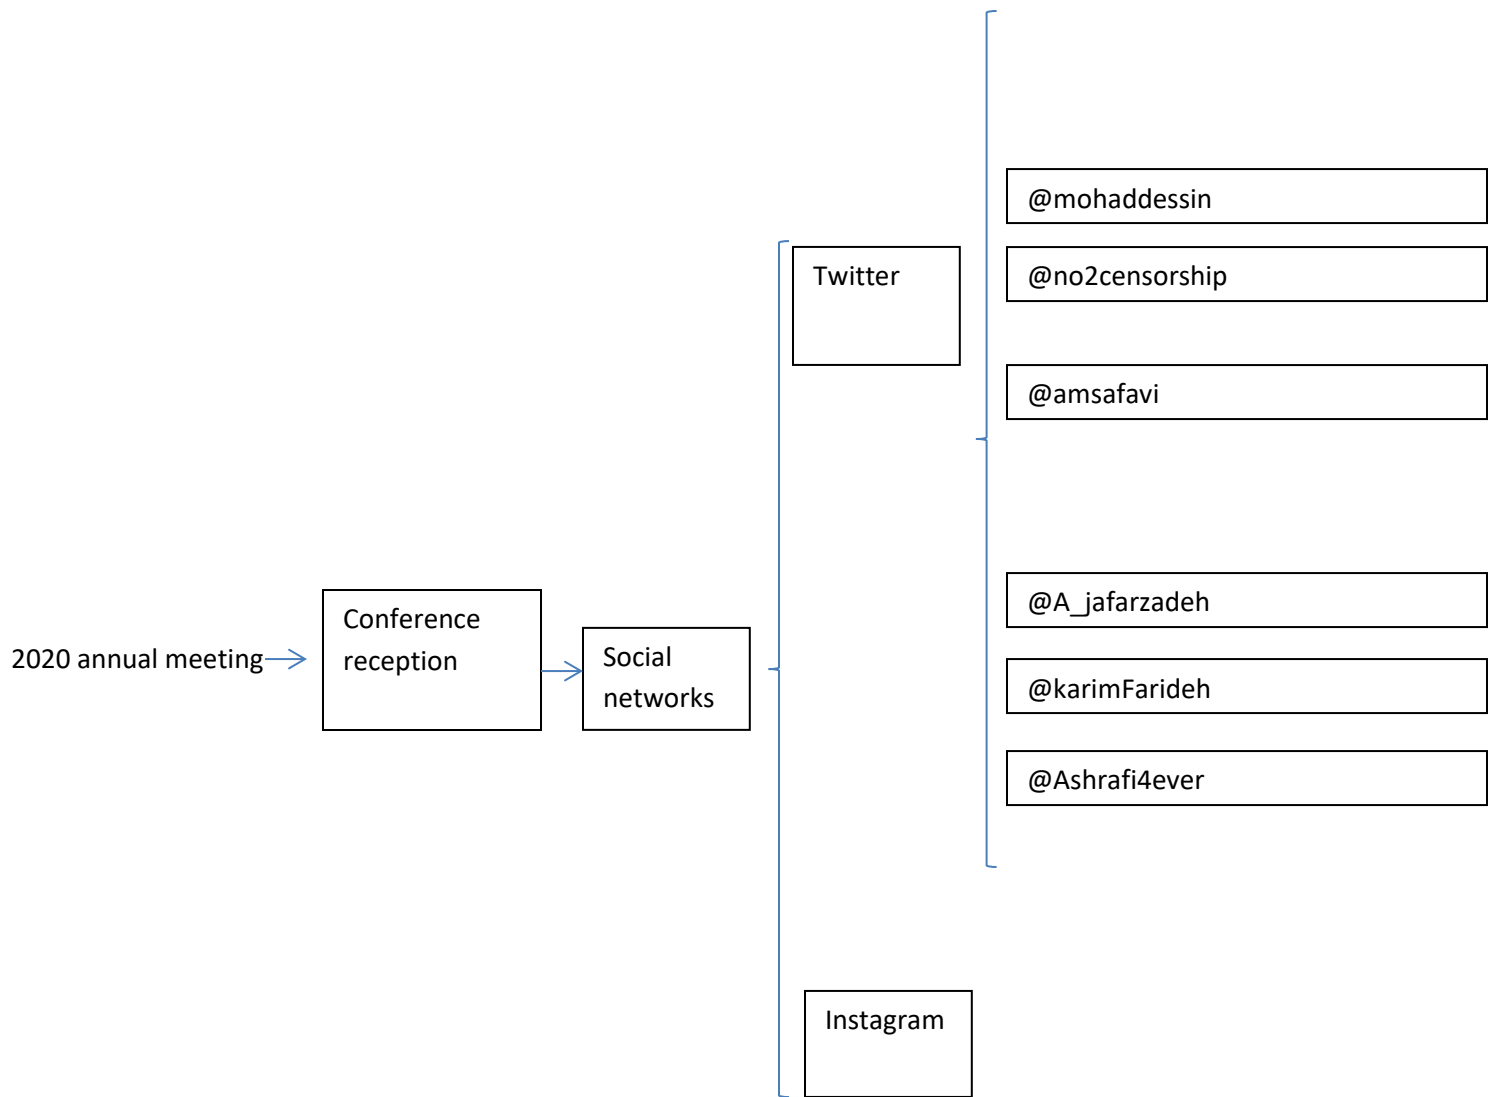 2020 annual meeting
Conference
reception
Social
networks
Twitter
@mohaddessin
@no2censorship
@amsafavi
@A_jafarzadeh
@karimFarideh
@Ashrafi4ever
Instagram